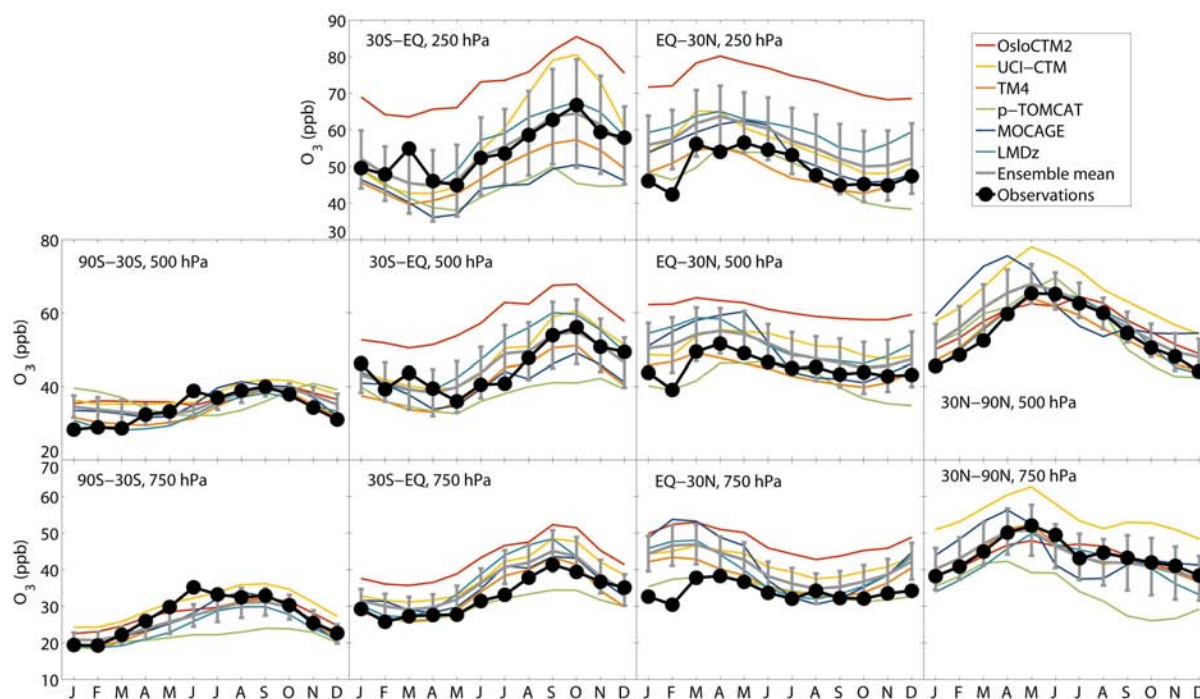 90
80
70
60
50
40
30
O3 (ppb)
30S−EQ, 250 hPa
EQ−30N, 250 hPa
OsloCTM2
UCI−CTM
TM4
p−TOMCAT
MOCAGE
LMDz
Ensemble mean
Observations
80
60
40
20
O3 (ppb)
90S−30S, 500 hPa
30S−EQ, 500 hPa
EQ−30N, 500 hPa
30N−90N, 500 hPa
70
60
50
40
30
20
10
O3 (ppb)
90S−30S, 750 hPa
30S−EQ, 750 hPa
EQ−30N, 750 hPa
30N−90N, 750 hPa
J F M A M J J A S O N D
J F M A M J J A S O N D
J F M A M J J A S O N D
J F M A M J J A S O N D